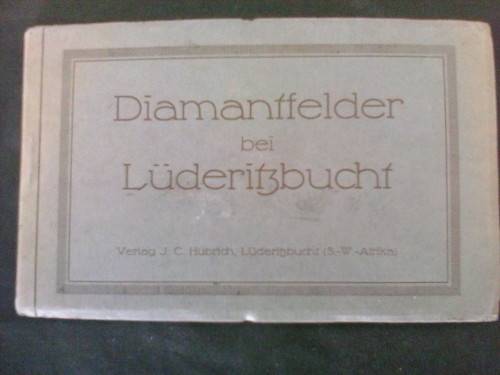 Diamantfelder
bei
Lüderitzbucht
Verlag J. C. Hubrich, Lüderitzbucht (S.-W.-Afrika)